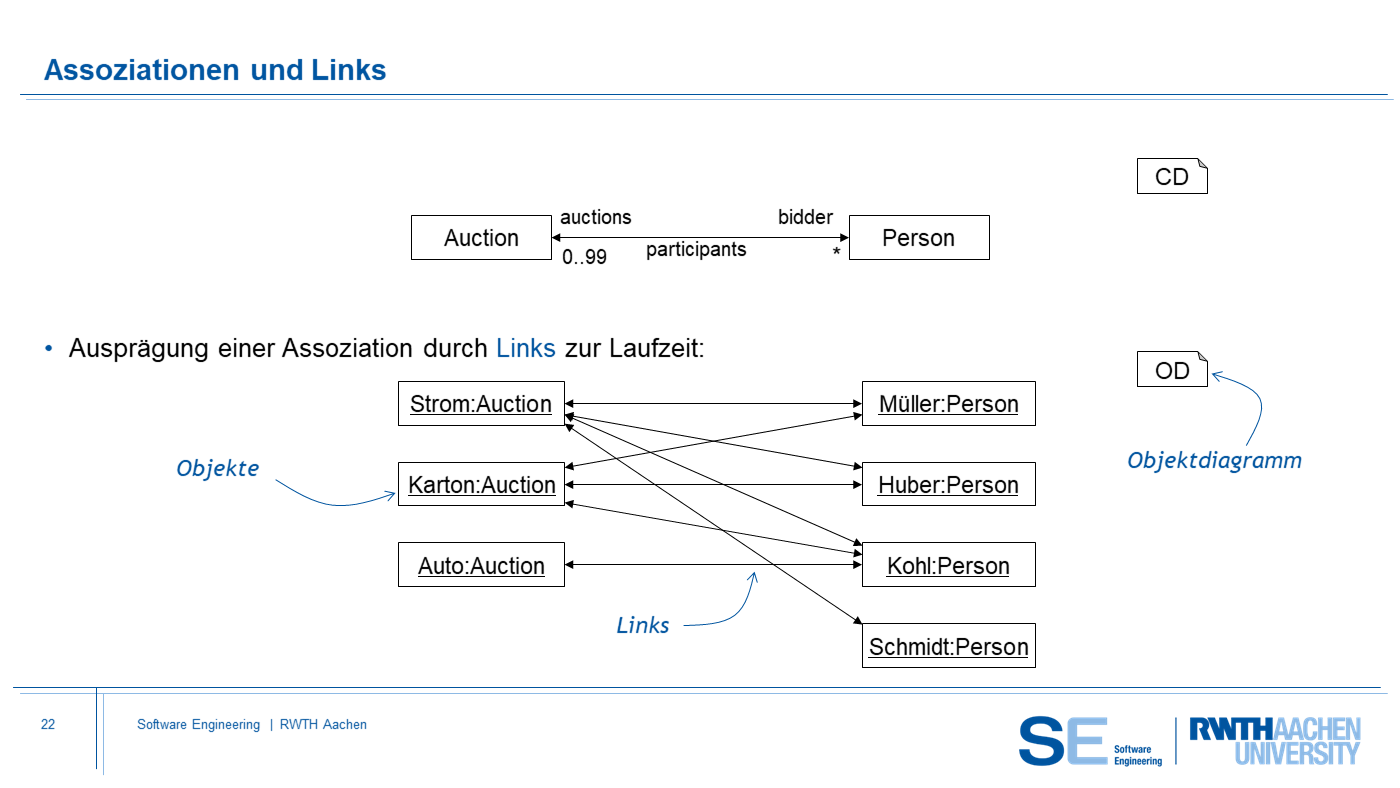 Assoziationen und Links
CD
auctions
bidder
Auction
participants
Person
0..99
*
• Ausprägung einer Assoziation durch Links zur Laufzeit:
OD
Strom:Auction
Müller:Person
Objekte
Objektdiagramm
Karton:Auction
Huber:Person
Auto:Auction
Kohl:Person
Links
Schmidt:Person
22
Software Engineering | RWTH Aachen
SE Software
Engineering
RWTHAACHEN
UNIVERSITY